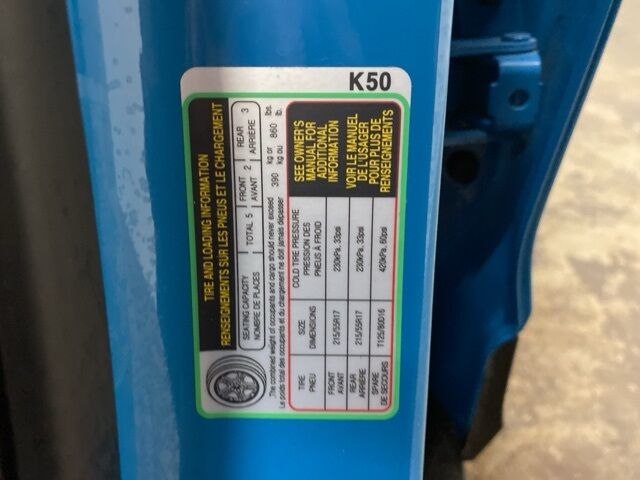 K50
TIRE AND LOADING INFORMATION
RENSEIGNEMENTS SUR LES PNEUS ET LE CHARGEMENT
SEATING CAPACITY TOTAL 5 FRONT 2 REAR 3
NOMBRE DE PLACES AVANT ARRIÈRE
The combined weight of occupants and cargo should never exceed 390 kg or 860 lbs.
Le poids total des occupants et du chargement ne doit jamais dépasser kg ou lb.
TIRE SIZE COLD TIRE PRESSURE
PNEU DIMENSIONS PRESSION DES
PNEUS À FROID
FRONT 215/55R17 230kPa, 33psi
AVANT
REAR 215/55R17 230kPa, 33psi
ARRIÈRE
SPARE T125/80D16 420kPa, 60psi
DE SECOURS
SEE OWNER'S
MANUAL FOR
ADDITIONAL
INFORMATION
VOIR LE MANUEL
DE L'USAGER
POUR PLUS DE
RENSEIGNEMENTS